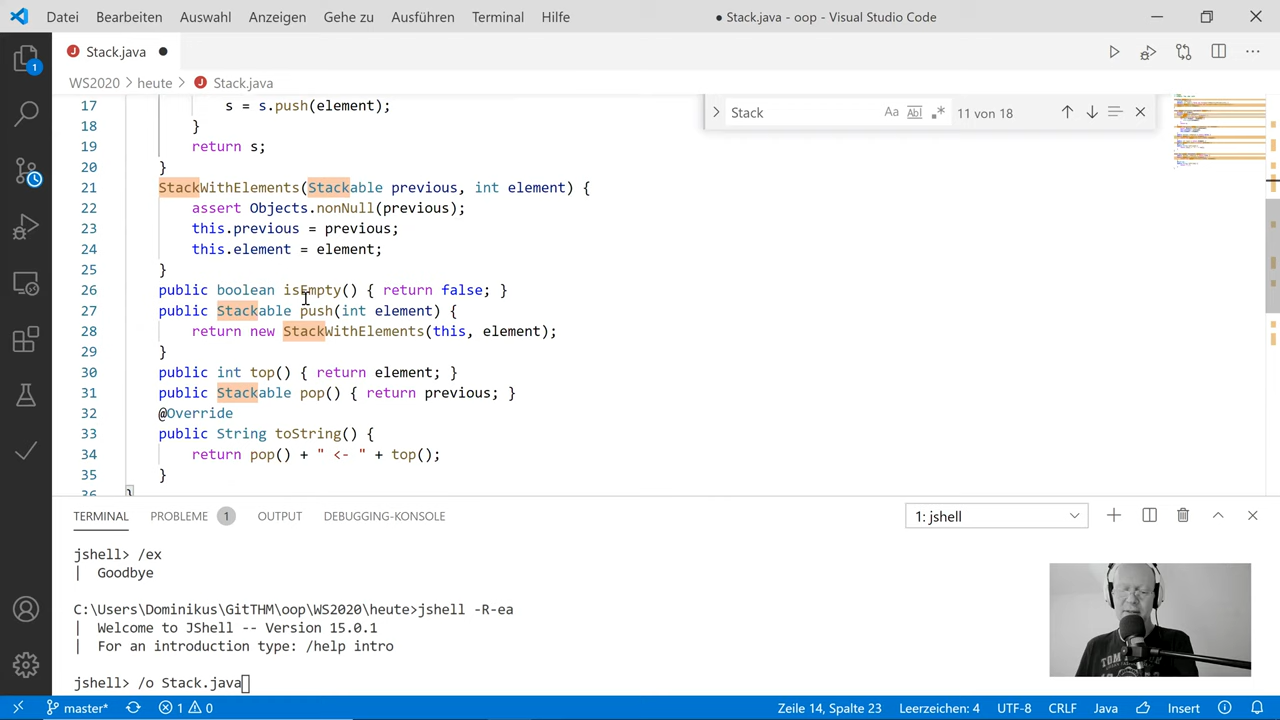 Datei Bearbeiten Auswahl Anzeigen Gehe zu Ausführen Terminal Hilfe ● Stack.java - oop - Visual Studio Code
Stack.java ●
WS2020 > heute > Stack.java
Stack Aa Abl .* 11 von 18
17 s = s.push(element);
18 }
19 return s;
20 }
21 StackWithElements(Stackable previous, int element) {
22 assert Objects.nonNull(previous);
23 this.previous = previous;
24 this.element = element;
25 }
26 public boolean isEmpty() { return false; }
27 public Stackable push(int element) {
28 return new StackWithElements(this, element);
29 }
30 public int top() { return element; }
31 public Stackable pop() { return previous; }
32 @Override
33 public String toString() {
34 return pop() + " <- " + top();
35 }
36 }
TERMINAL PROBLEME 1 OUTPUT DEBUGGING-KONSOLE 1: jshell
jshell> /ex
| Goodbye
C:\Users\Dominikus\GitTHM\oop\WS2020\heute>jshell -R-ea
| Welcome to JShell -- Version 15.0.1
| For an introduction type: /help intro
jshell> /o Stack.java
master* 1 0 Zeile 14, Spalte 23 Leerzeichen: 4 UTF-8 CRLF Java Insert